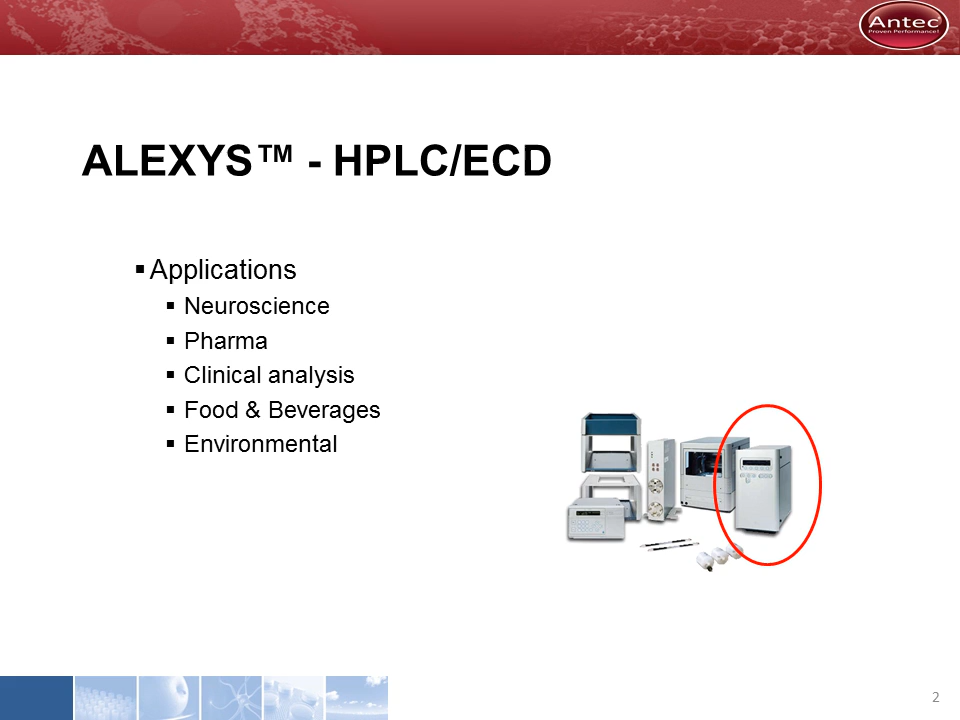 Antec
Proven Performance!
ALEXYS™ - HPLC/ECD
▪ Applications
▪ Neuroscience
▪ Pharma
▪ Clinical analysis
▪ Food & Beverages
▪ Environmental
2